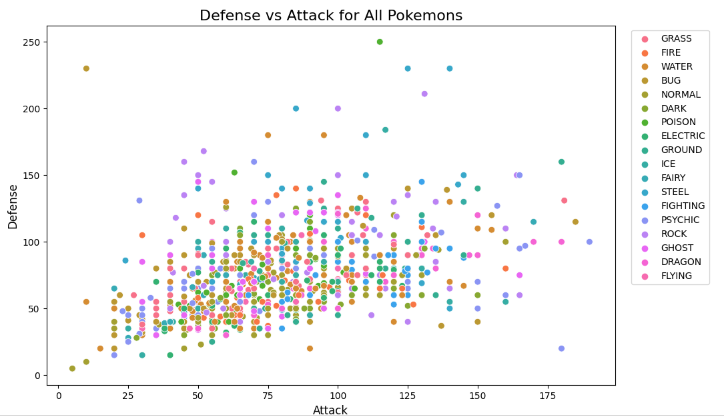 Defense vs Attack for All Pokemons
Defense
250
200
150
100
50
0
0 25 50 75 100 125 150 175
Attack
GRASS
FIRE
WATER
BUG
NORMAL
DARK
POISON
ELECTRIC
GROUND
ICE
FAIRY
STEEL
FIGHTING
PSYCHIC
ROCK
GHOST
DRAGON
FLYING